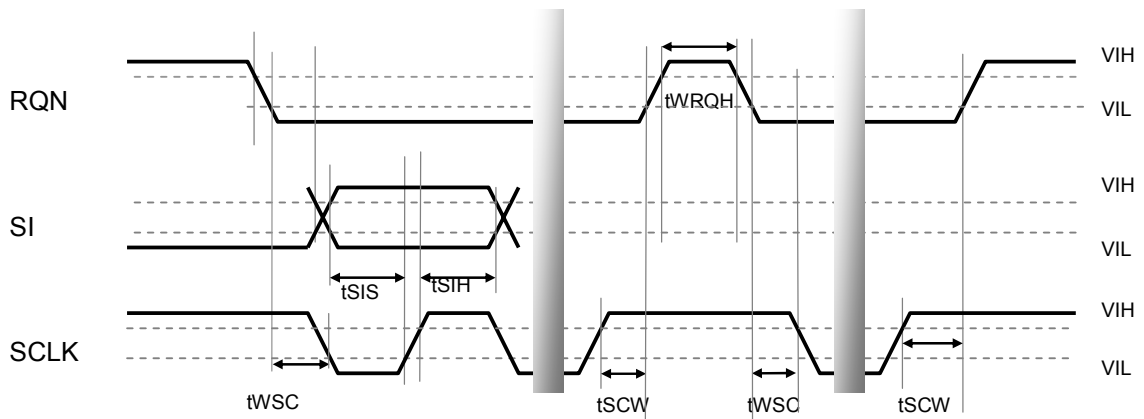 VIH
RQN
tWRQH
VIL
VIH
SI
VIL
tSIS
tSIH
VIH
SCLK
VIL
tWSC
tSCW
tWSC
tSCW